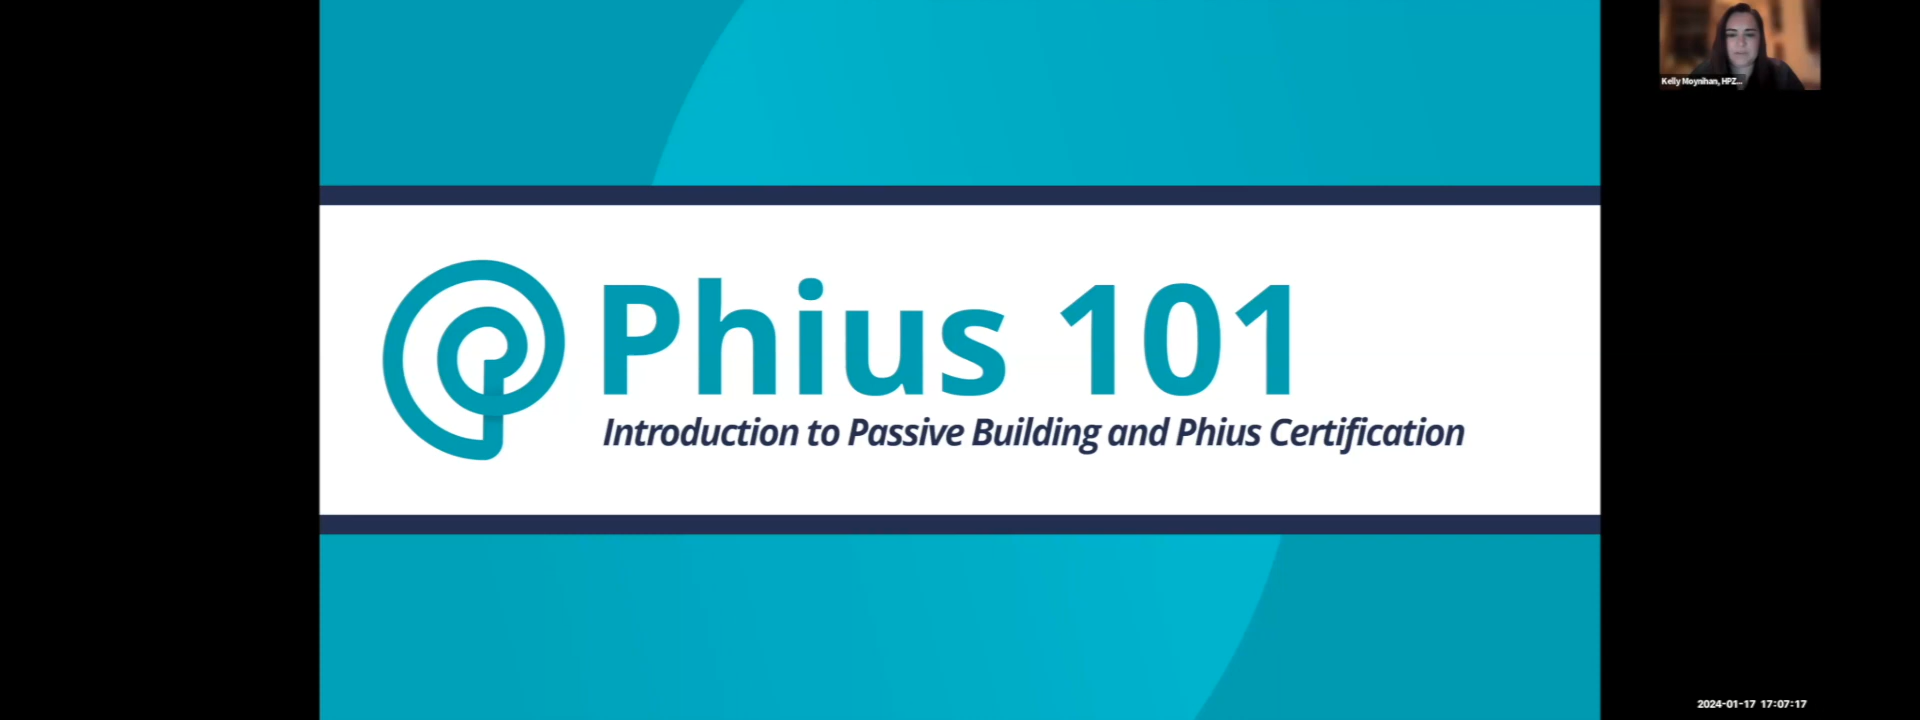 Kelly Moynihan, HPZ...
Phius 101
Introduction to Passive Building and Phius Certification
2024-01-17 17:07:17